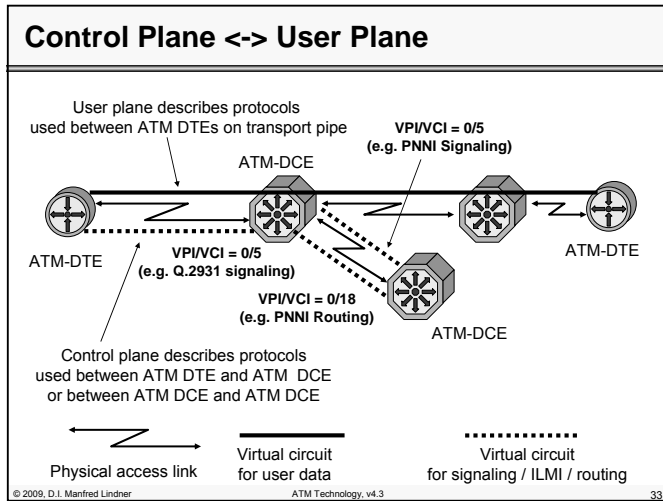 Control Plane <-> User Plane
User plane describes protocols
used between ATM DTEs on transport pipe
VPI/VCI = 0/5
(e.g. PNNI Signaling)
ATM-DCE
ATM-DTE
VPI/VCI = 0/5
(e.g. Q.2931 signaling)
ATM-DTE
VPI/VCI = 0/18
(e.g. PNNI Routing)
ATM-DCE
Control plane describes protocols
used between ATM DTE and ATM DCE
or between ATM DCE and ATM DCE
Physical access link
Virtual circuit
for user data
Virtual circuit
for signaling / ILMI / routing
© 2009, D.I. Manfred Lindner
ATM Technology, v4.3
33